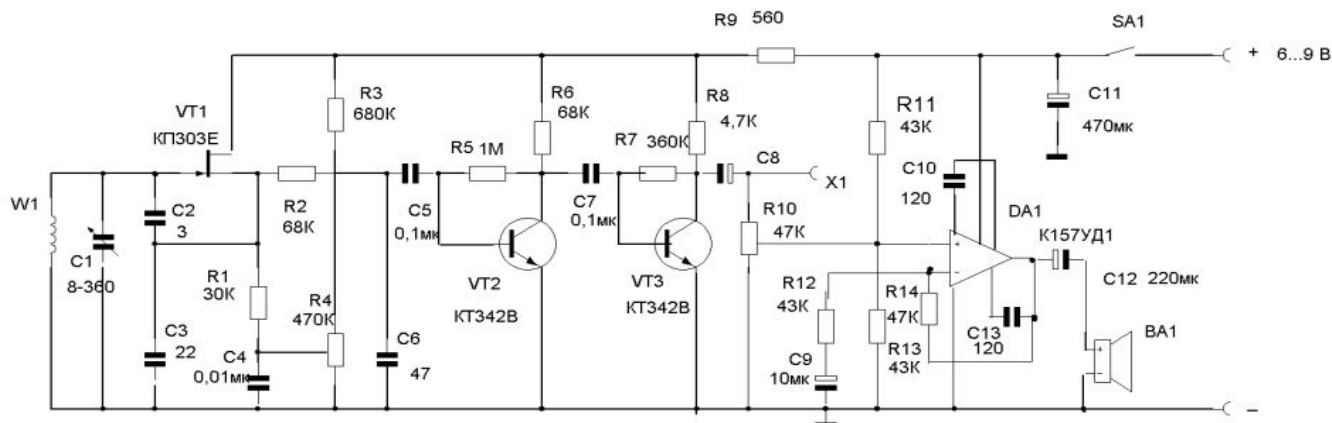 R9
560
SA1
+ 6...9 В
R3
680К
R6
68К
R8
4,7К
R11
43К
C11
470мк
VT1
КП303Е
R5 1М
R7 360К
C8
X1
C10
120
W1
C2
3
R2
68К
C5
0,1мк
C7
0,1мк
R10
47К
DA1
К157УД1
C1
8-360
R1
30К
R4
470К
VT2
КТ342В
VT3
КТ342В
R12
43К
R14
47К
C12 220мк
+
−
C3
22
C4
0,01мк
C6
47
C9
10мк
R13
43К
C13
120
BA1
+
-
−